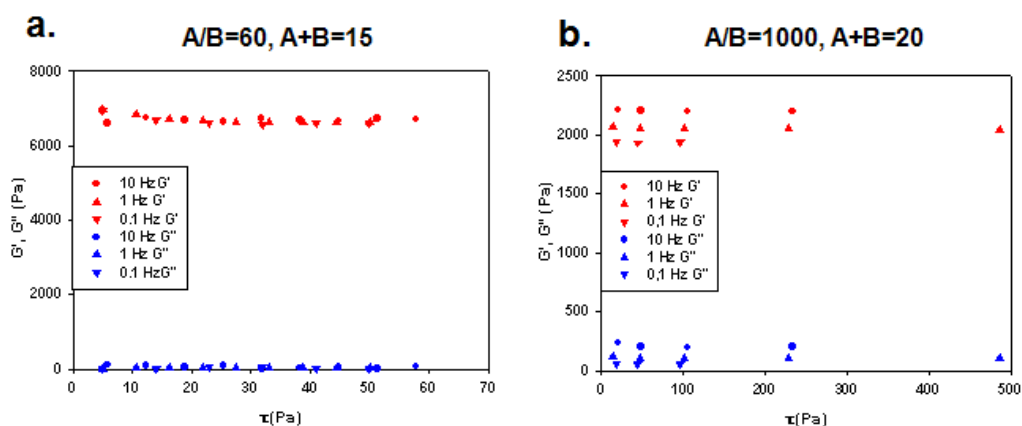 a.
A/B=60, A+B=15
8000
6000
4000
2000
0
G', G'' (Pa)
10 Hz G'
1 Hz G'
0.1 Hz G'
10 Hz G''
1 Hz G''
0.1 HzG''
0 10 20 30 40 50 60 70
τ(Pa)
b.
A/B=1000, A+B=20
2500
2000
1500
1000
500
0
G', G'' (Pa)
10 Hz G'
1 Hz G'
0,1 Hz G'
10 Hz G''
1 Hz G''
0,1 Hz G''
0 100 200 300 400 500
τ(Pa)